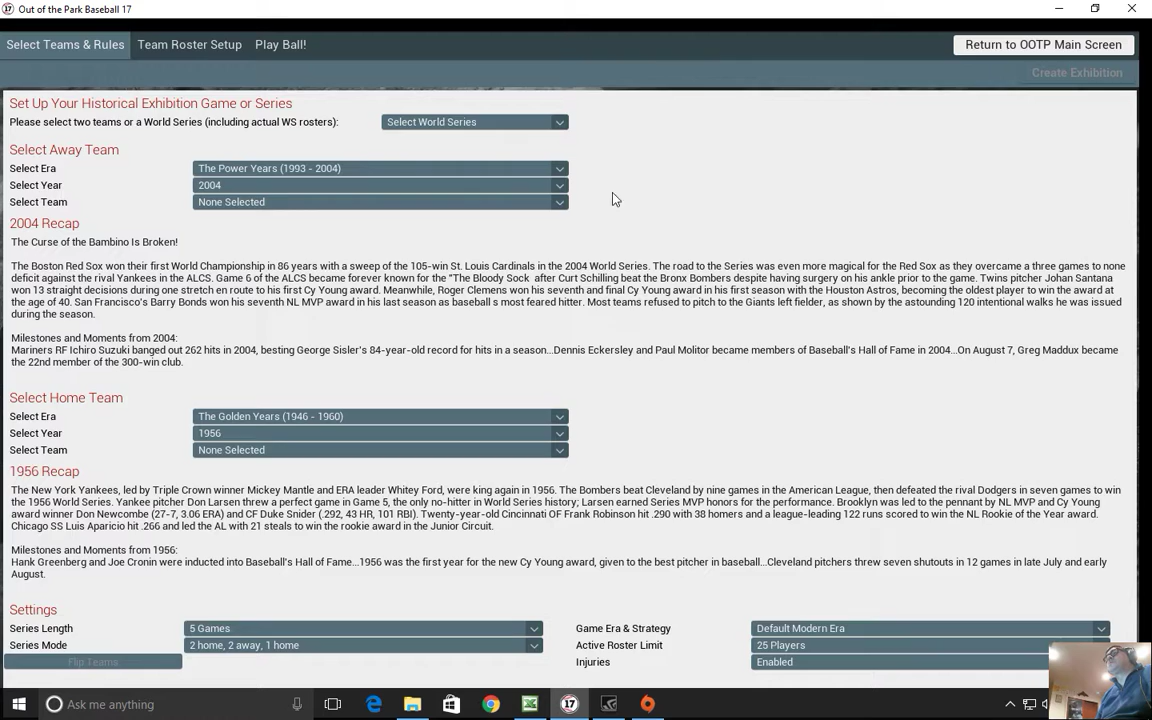 17 Out of the Park Baseball 17
Select Teams & Rules Team Roster Setup Play Ball! Return to OOTP Main Screen
Create Exhibition
Set Up Your Historical Exhibition Game or Series
Please select two teams or a World Series (including actual WS rosters): Select World Series
Select Away Team
Select Era The Power Years (1993 - 2004)
Select Year 2004
Select Team None Selected
2004 Recap
The Curse of the Bambino Is Broken!
The Boston Red Sox won their first World Championship in 86 years with a sweep of the 105-win St. Louis Cardinals in the 2004 World Series. The road to the Series was even more magical for the Red Sox as they overcame a three games to none
deficit against the rival Yankees in the ALCS. Game 6 of the ALCS became forever known for the "The Bloody Sock  after Curt Schilling beat the Bronx Bombers despite having surgery on his ankle prior to the game. Twins pitcher Johan Santana
won 13 straight decisions during one stretch en route to his first Cy Young award. Meanwhile, Roger Clemens won his seventh and final Cy Young award in his first season with the Houston Astros, becoming the oldest player to win the award at
the age of 40. San Francisco's Barry Bonds won his seventh NL MVP award in his last season as baseball s most feared hitter. Most teams refused to pitch to the Giants left fielder, as shown by the astounding 120 intentional walks he was issued
during the season.
Milestones and Moments from 2004:
Mariners RF Ichiro Suzuki banged out 262 hits in 2004, besting George Sisler's 84-year-old record for hits in a season...Dennis Eckersley and Paul Molitor became members of Baseball's Hall of Fame in 2004...On August 7, Greg Maddux became
the 22nd member of the 300-win club.
Select Home Team
Select Era The Golden Years (1946 - 1960)
Select Year 1956
Select Team None Selected
1956 Recap
The New York Yankees, led by Triple Crown winner Mickey Mantle and ERA leader Whitey Ford, were king again in 1956. The Bombers beat Cleveland by nine games in the American League, then defeated the rival Dodgers in seven games to win
the 1956 World Series. Yankee pitcher Don Larsen threw a perfect game in Game 5, the only no-hitter in World Series history; Larsen earned Series MVP honors for the performance. Brooklyn was led to the pennant by NL MVP and Cy Young
award winner Don Newcombe (27-7, 3.06 ERA) and CF Duke Snider (.292, 43 HR, 101 RBI). Twenty-year-old Cincinnati OF Frank Robinson hit .290 with 38 homers and a league-leading 122 runs scored to win the NL Rookie of the Year award.
Chicago SS Luis Aparicio hit .266 and led the AL with 21 steals to win the rookie award in the Junior Circuit.
Milestones and Moments from 1956:
Hank Greenberg and Joe Cronin were inducted into Baseball's Hall of Fame...1956 was the first year for the new Cy Young award, given to the best pitcher in baseball...Cleveland pitchers threw seven shutouts in 12 games in late July and early
August.
Settings
Series Length 5 Games Game Era & Strategy Default Modern Era
Series Mode 2 home, 2 away, 1 home Active Roster Limit 25 Players
Flip Teams Injuries Enabled
Ask me anything 17